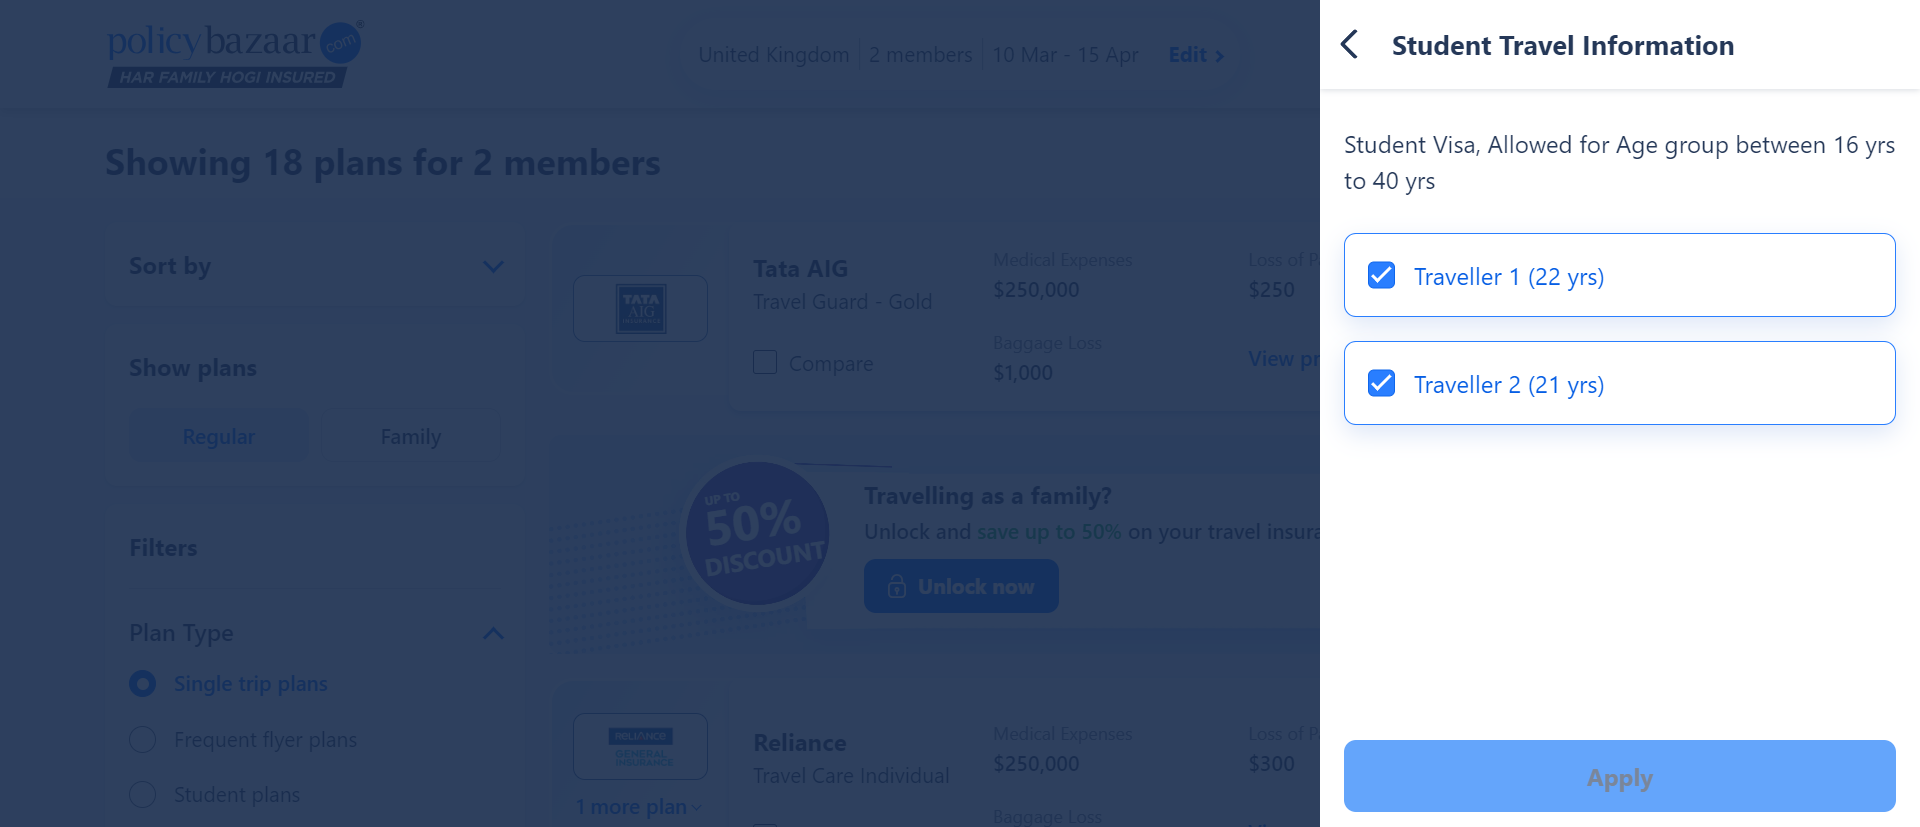 policybazaar com
HAR FAMILY HOGI INSURED
United Kingdom 2 members 10 Mar - 15 Apr Edit
Showing 18 plans for 2 members
Sort by
Show plans
Regular Family
Filters
Plan Type
Single trip plans
Frequent flyer plans
Student plans
TATA
AIG
INSURANCE
Tata AIG
Travel Guard - Gold
Compare
Medical Expenses
$250,000
Baggage Loss
$1,000
Loss of P
$250
View pr
UP TO
50%
DISCOUNT
Travelling as a family?
Unlock and save up to 50% on your travel insura
Unlock now
RELIANCE
GENERAL
INSURANCE
1 more plan
Reliance
Travel Care Individual
Medical Expenses
$250,000
Baggage Loss
Loss of P
$300
Student Travel Information
Student Visa, Allowed for Age group between 16 yrs
to 40 yrs
Traveller 1 (22 yrs)
Traveller 2 (21 yrs)
Apply